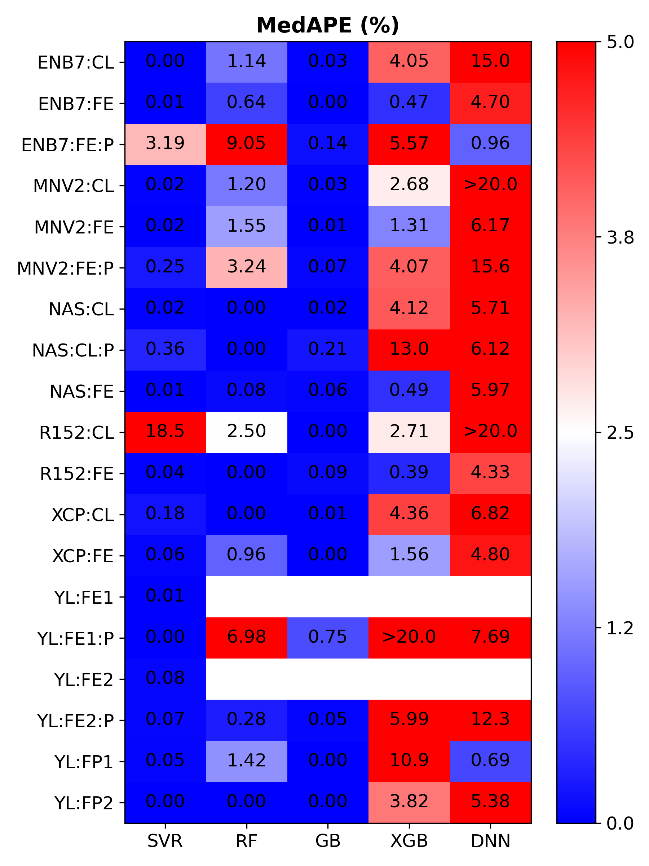 MedAPE (%)
ENB7:CL 0.00 1.14 0.03 4.05 15.0
ENB7:FE 0.01 0.64 0.00 0.47 4.70
ENB7:FE:P 3.19 9.05 0.14 5.57 0.96
MNV2:CL 0.02 1.20 0.03 2.68 >20.0
MNV2:FE 0.02 1.55 0.01 1.31 6.17
MNV2:FE:P 0.25 3.24 0.07 4.07 15.6
NAS:CL 0.02 0.00 0.02 4.12 5.71
NAS:CL:P 0.36 0.00 0.21 13.0 6.12
NAS:FE 0.01 0.08 0.06 0.49 5.97
R152:CL 18.5 2.50 0.00 2.71 >20.0
R152:FE 0.04 0.00 0.09 0.39 4.33
XCP:CL 0.18 0.00 0.01 4.36 6.82
XCP:FE 0.06 0.96 0.00 1.56 4.80
YL:FE1 0.01
YL:FE1:P 0.00 6.98 0.75 >20.0 7.69
YL:FE2 0.08
YL:FE2:P 0.07 0.28 0.05 5.99 12.3
YL:FP1 0.05 1.42 0.00 10.9 0.69
YL:FP2 0.00 0.00 0.00 3.82 5.38
SVR RF GB XGB DNN
5.0
3.8
2.5
1.2
0.0